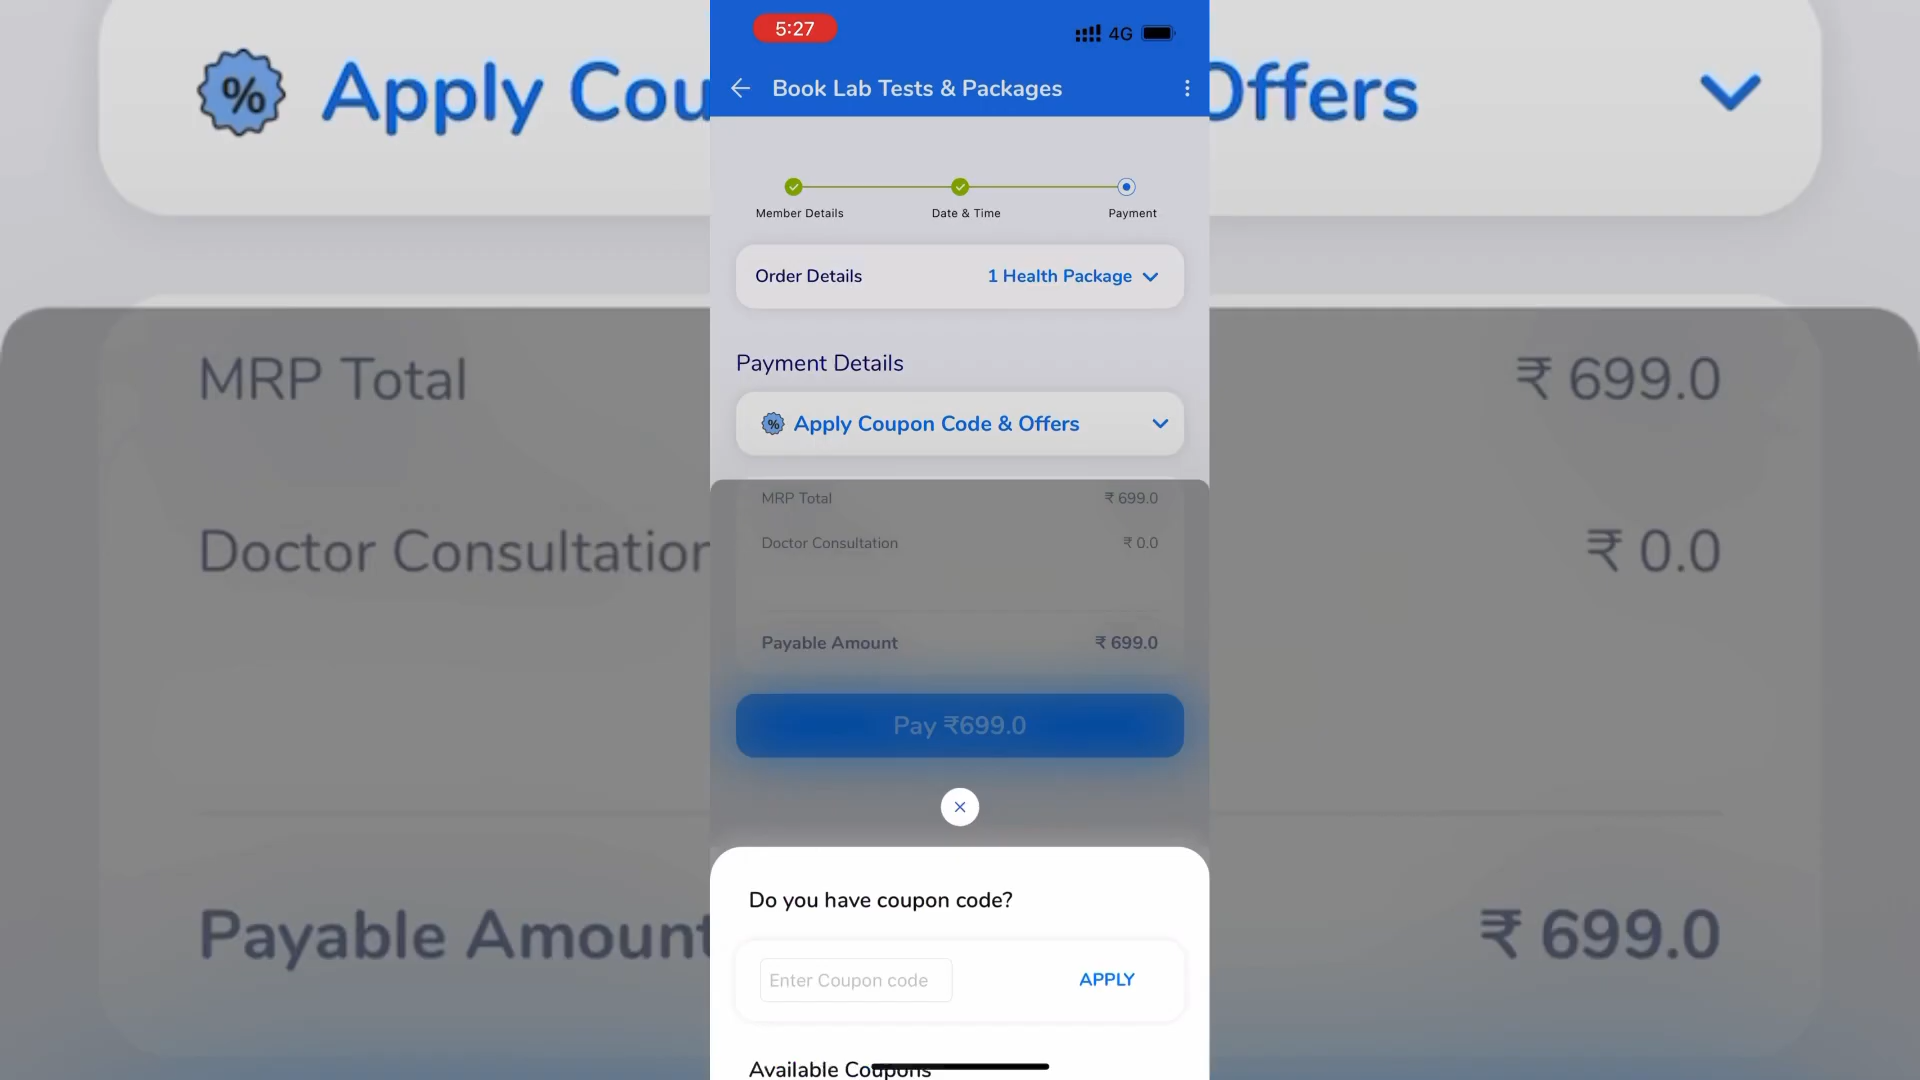 5:27
4G
Book Lab Tests & Packages
Member Details
Date & Time
Payment
Order Details
1 Health Package
Payment Details
% Apply Coupon Code & Offers
MRP Total
₹ 699.0
Doctor Consultation
₹ 0.0
Payable Amount
₹ 699.0
Pay ₹699.0
Do you have coupon code?
Enter Coupon code
APPLY
Available Coupons
% Apply Cou
Offers
MRP Total
₹ 699.0
Doctor Consultation
₹ 0.0
Payable Amount
₹ 699.0